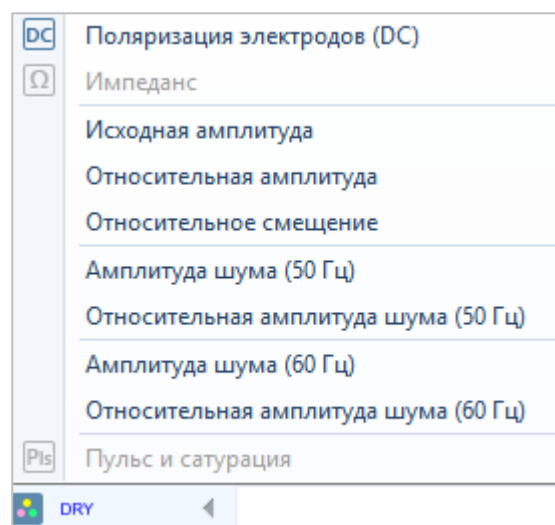 DC Поляризация электродов (DC)
Ω Импеданс
Исходная амплитуда
Относительная амплитуда
Относительное смещение
Амплитуда шума (50 Гц)
Относительная амплитуда шума (50 Гц)
Амплитуда шума (60 Гц)
Относительная амплитуда шума (60 Гц)
Pls Пульс и сатурация
DRY